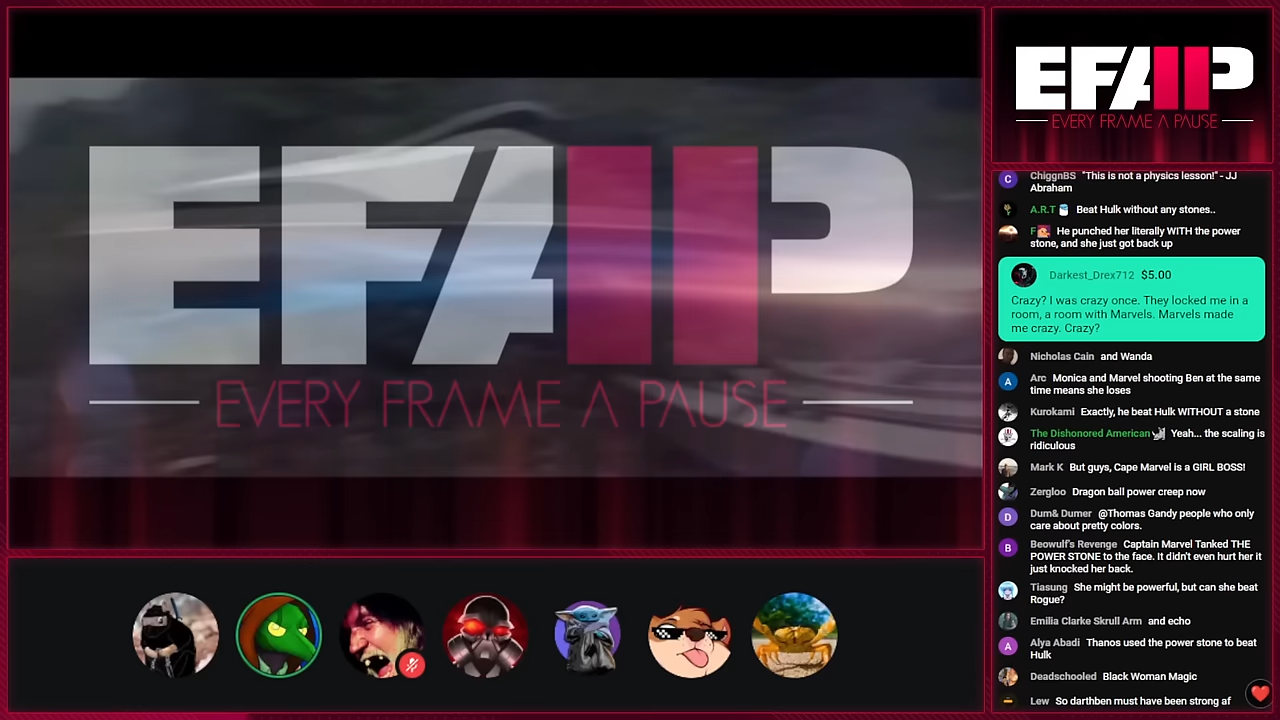 EFAP
EVERY FRAME A PAUSE
EFAP
EVERY FRAME A PAUSE
C ChiggnBS "This is not a physics lesson!" - JJ
Abraham
A.R.T Beat Hulk without any stones..
F He punched her literally WITH the power
stone, and she just got back up
Darkest_Drex712 $5.00
Crazy? I was crazy once. They locked me in a
room, a room with Marvels. Marvels made
me crazy. Crazy?
Nicholas Cain and Wanda
A Arc Monica and Marvel shooting Ben at the same
time means she loses
Kurokami Exactly, he beat Hulk WITHOUT a stone
The Dishonored American Yeah... the scaling is
ridiculous
Mark K But guys, Cape Marvel is a GIRL BOSS!
Zergloo Dragon ball power creep now
D Dum& Dumer @Thomas Gandy people who only
care about pretty colors.
B Beowulf's Revenge Captain Marvel Tanked THE
POWER STONE to the face. It didn't even hurt her it
just knocked her back.
Tiasung She might be powerful, but can she beat
Rogue?
Emilia Clarke Skrull Arm and echo
A Alya Abadi Thanos used the power stone to beat
Hulk
Deadschooled Black Woman Magic
Lew So darthben must have been strong af